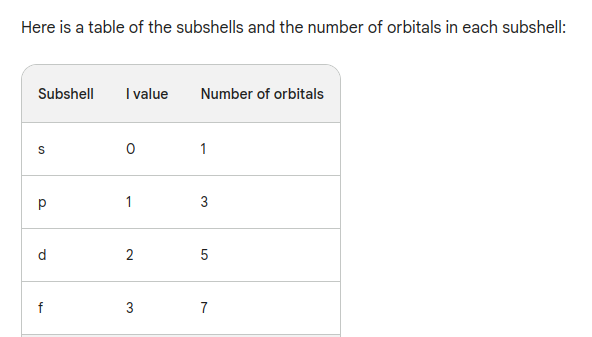 Here is a table of the subshells and the number of orbitals in each subshell:
Subshell l value Number of orbitals
s 0 1
p 1 3
d 2 5
f 3 7